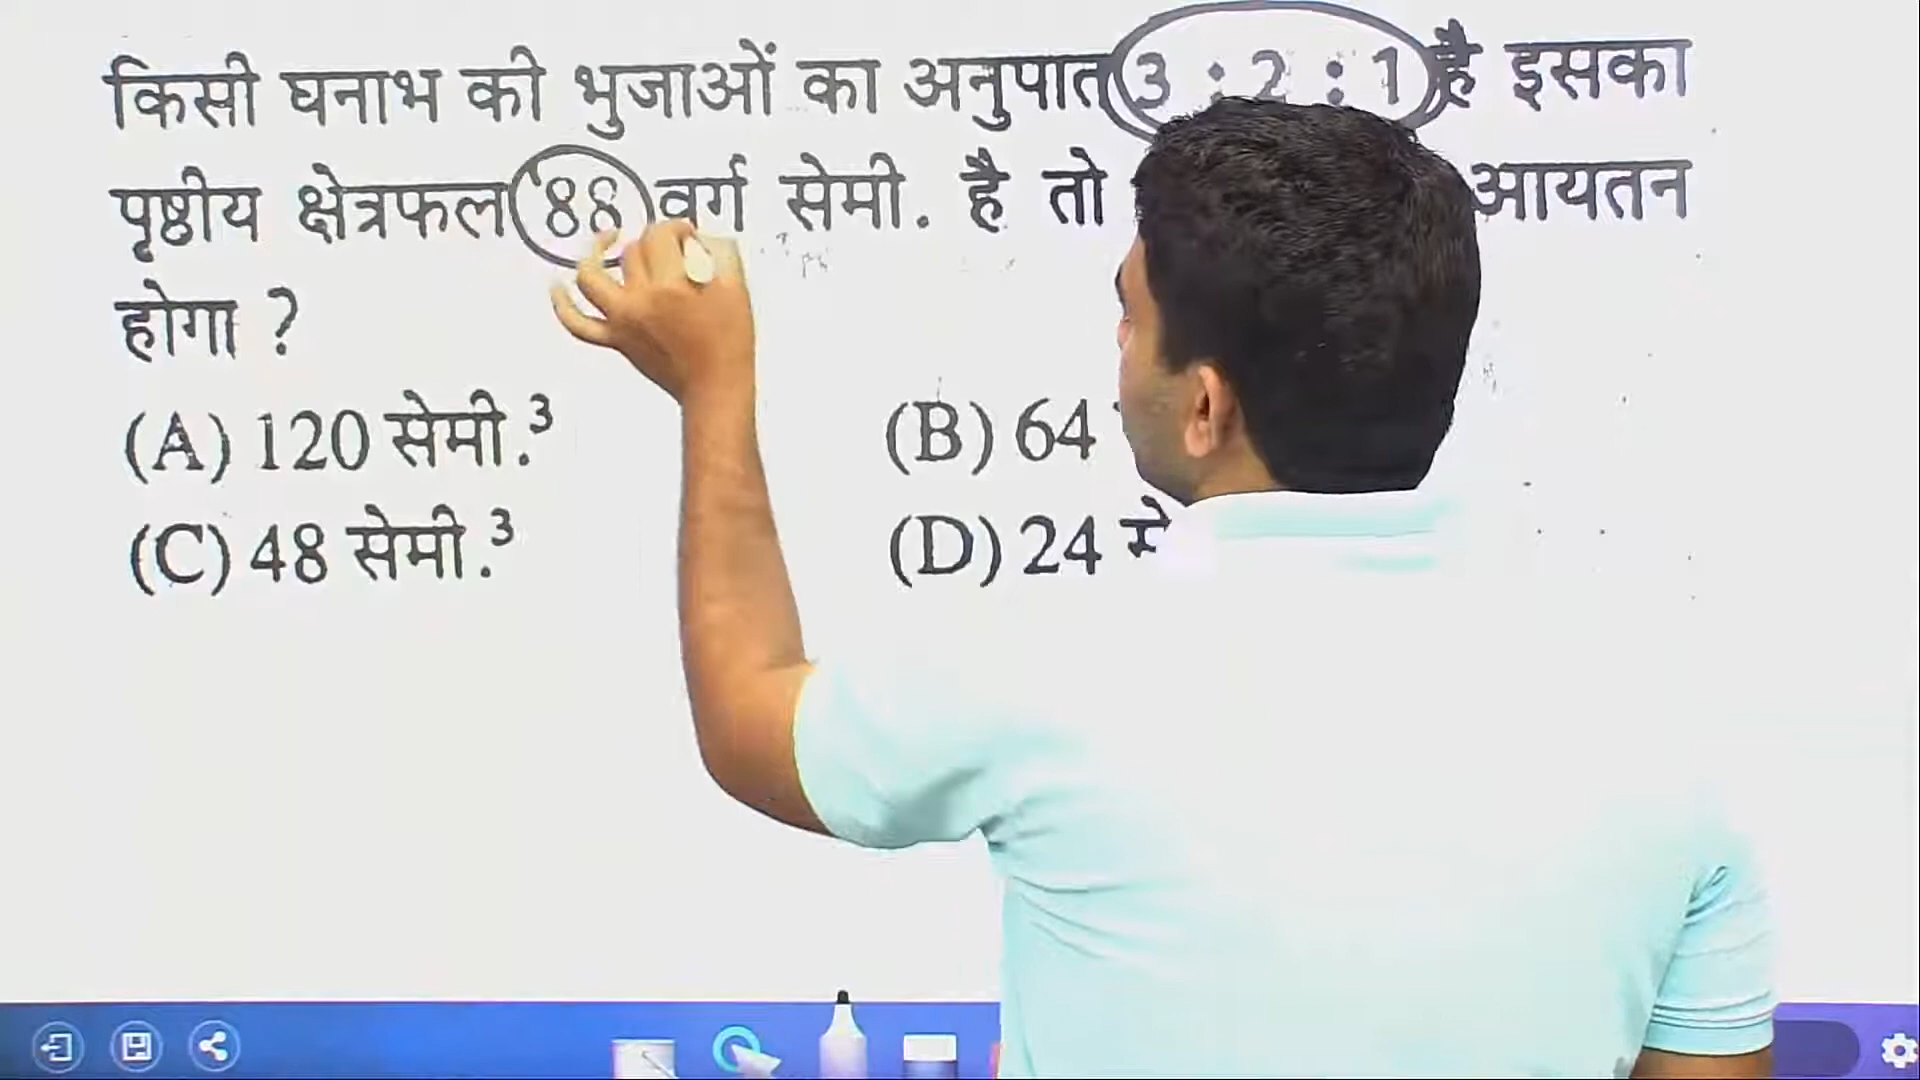 किसी घनाभ की भुजाओं का अनुपात 3 : 2 : 1 है इसका
पृष्ठीय क्षेत्रफल 88 वर्ग सेमी. है तो आयतन
होगा ?
(A) 120 सेमी.³ (B) 64
(C) 48 सेमी.³ (D) 24